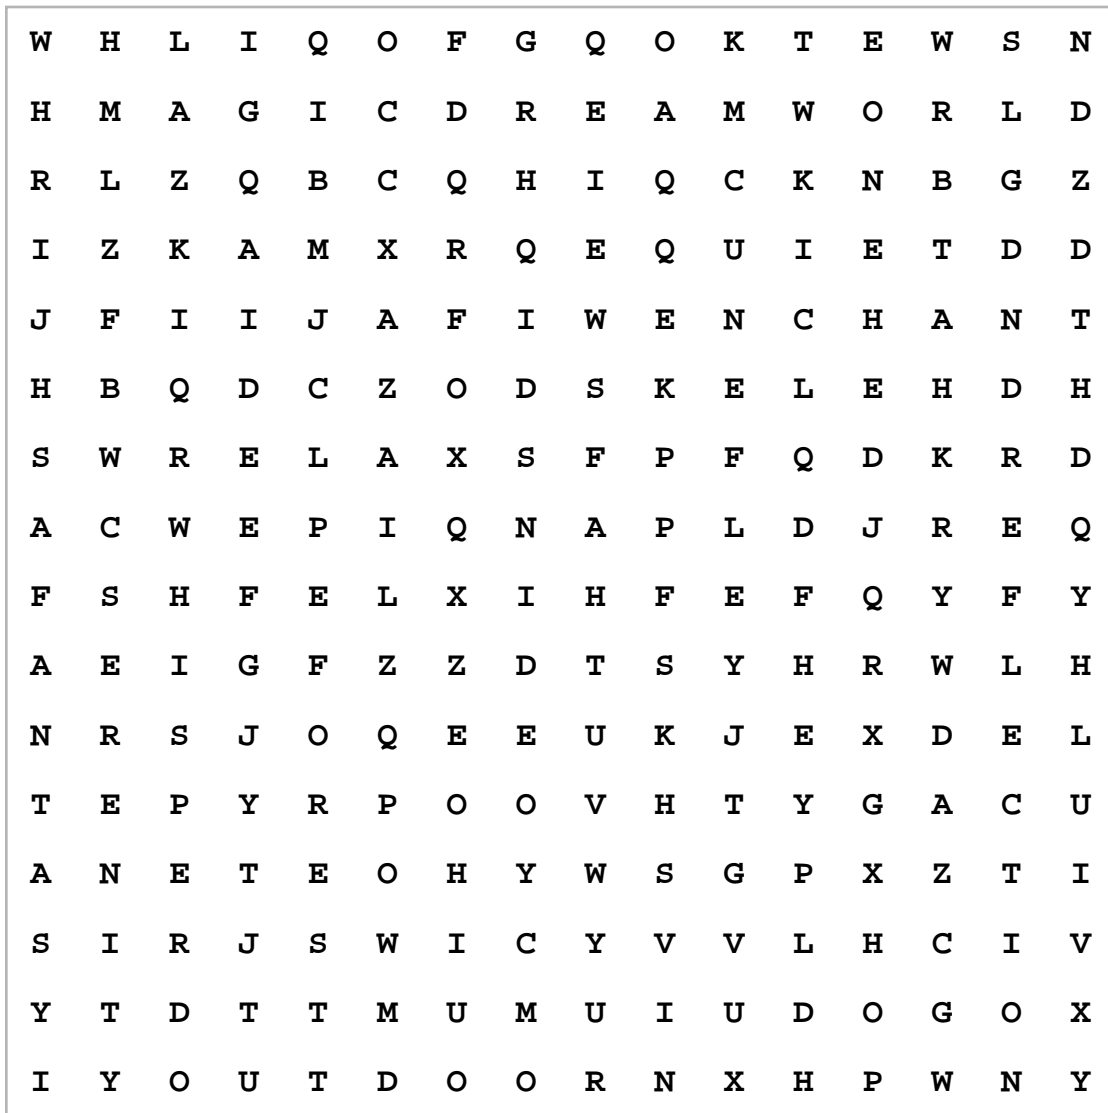 W H L I Q O F G Q O K T E W S N
H M A G I C D R E A M W O R L D
R L Z Q B C Q H I Q C K N B G Z
I Z K A M X R Q E Q U I E T D D
J F I I J A F I W E N C H A N T
H B Q D C Z O D S K E L E H D H
S W R E L A X S F P F Q D K R D
A C W E P I Q N A P L D J R E Q
F S H F E L X I H F E F Q Y F Y
A E I G F Z Z D T S Y H R W L H
N R S J O Q E E U K J E X D E L
T E P Y R P O O V H T Y G A C U
A N E T E O H Y W S G P X Z T I
S I R J S W I C Y V V L H C I V
Y T D T T M U M U I U D O G O X
I Y O U T D O O R N X H P W N Y